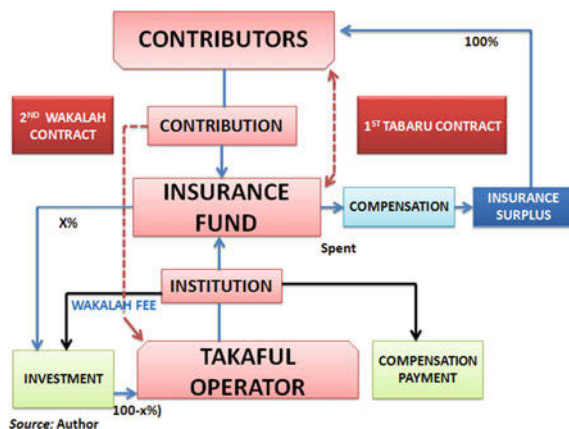 CONTRIBUTORS
100%
2ND WAKALAH
CONTRACT
CONTRIBUTION
1ST TABARU CONTRACT
INSURANCE
FUND
COMPENSATION
INSURANCE
SURPLUS
X%
Spent
INSTITUTION
WAKALAH FEE
INVESTMENT
TAKAFUL
OPERATOR
COMPENSATION
PAYMENT
100-x%)
Source: Author